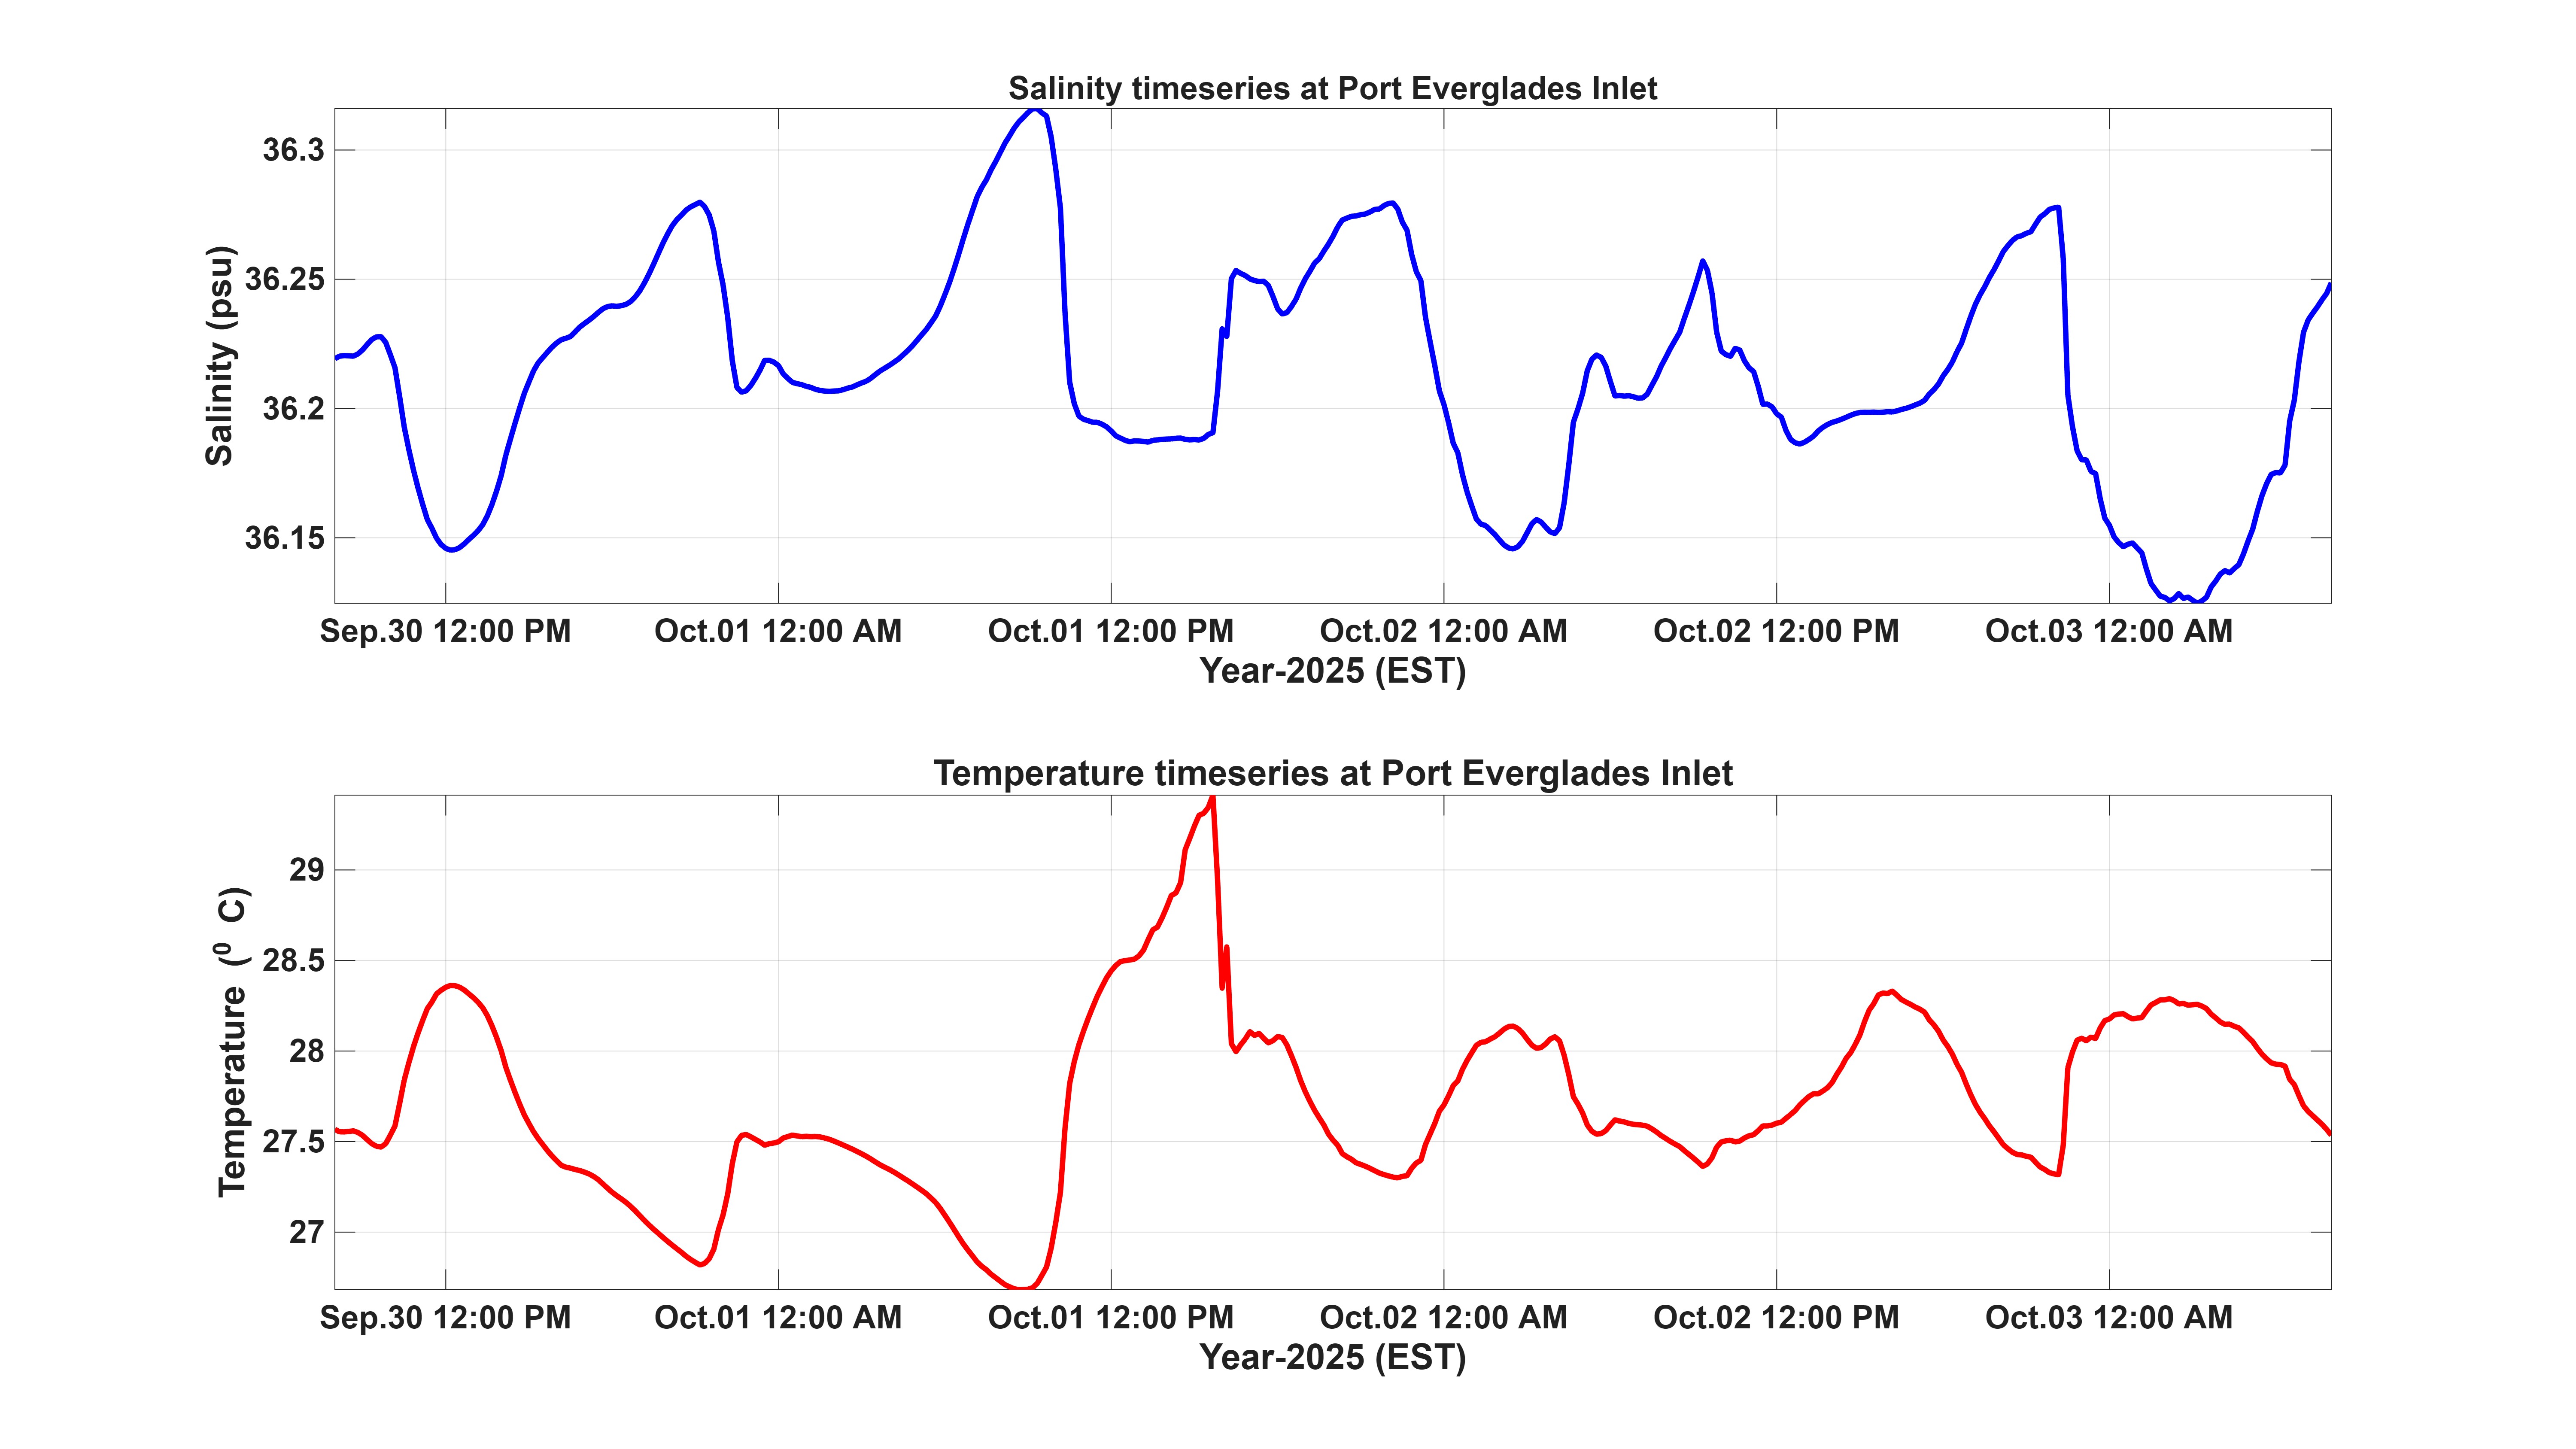 Salinity timeseries at Port Everglades Inlet
Salinity (psu)
36.3
36.25
36.2
36.15
Sep.30 12:00 PM Oct.01 12:00 AM Oct.01 12:00 PM Oct.02 12:00 AM Oct.02 12:00 PM Oct.03 12:00 AM
Year-2025 (EST)
Temperature timeseries at Port Everglades Inlet
Temperature (⁰ C)
29
28.5
28
27.5
27
Sep.30 12:00 PM Oct.01 12:00 AM Oct.01 12:00 PM Oct.02 12:00 AM Oct.02 12:00 PM Oct.03 12:00 AM
Year-2025 (EST)